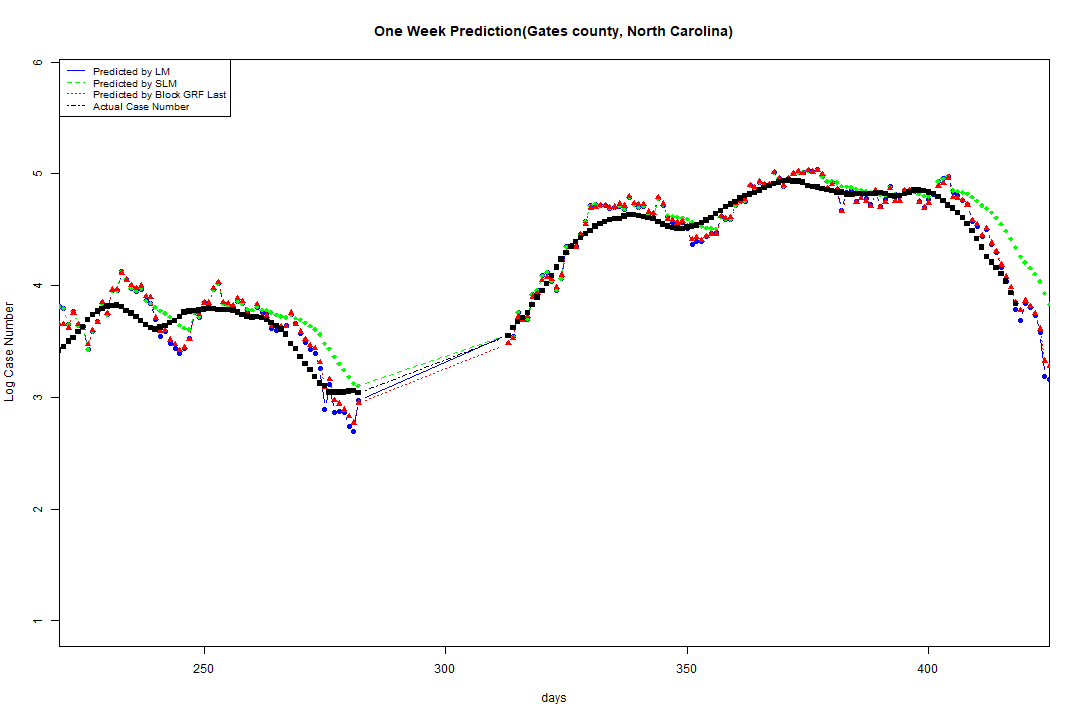 One Week Prediction(Gates county, North Carolina)
6
Predicted by LM
Predicted by SLM
Predicted by Block GRF Last
Actual Case Number
5
4
Log Case Number
3
2
1
250
300
350
400
days